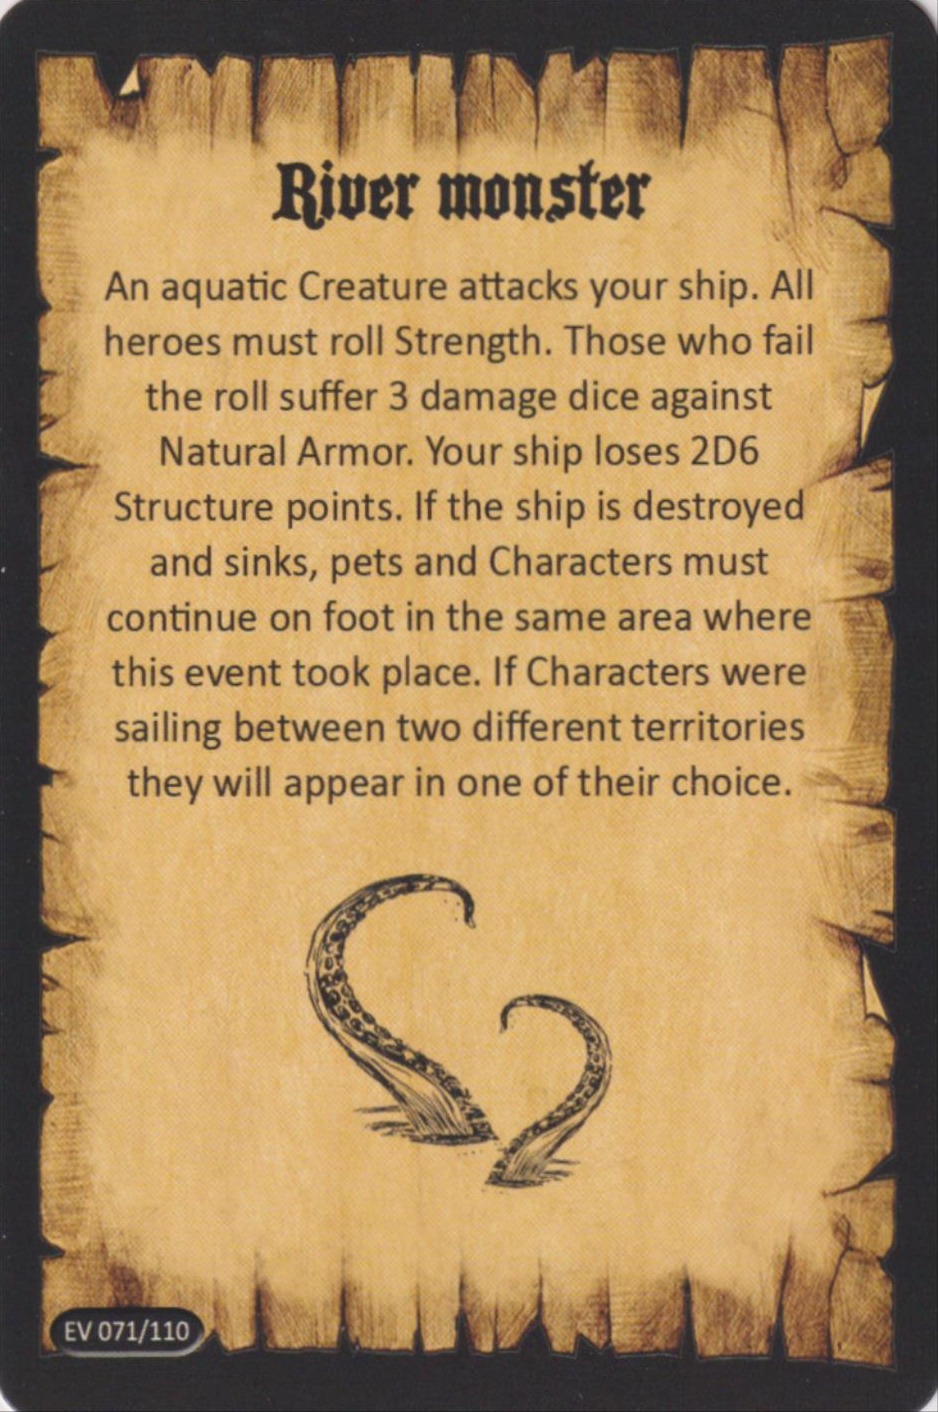 River monster
An aquatic Creature attacks your ship. All
heroes must roll Strength. Those who fail
the roll suffer 3 damage dice against
Natural Armor. Your ship loses 2D6
Structure points. If the ship is destroyed
and sinks, pets and Characters must
continue on foot in the same area where
this event took place. If Characters were
sailing between two different territories
they will appear in one of their choice.
EV 071/110